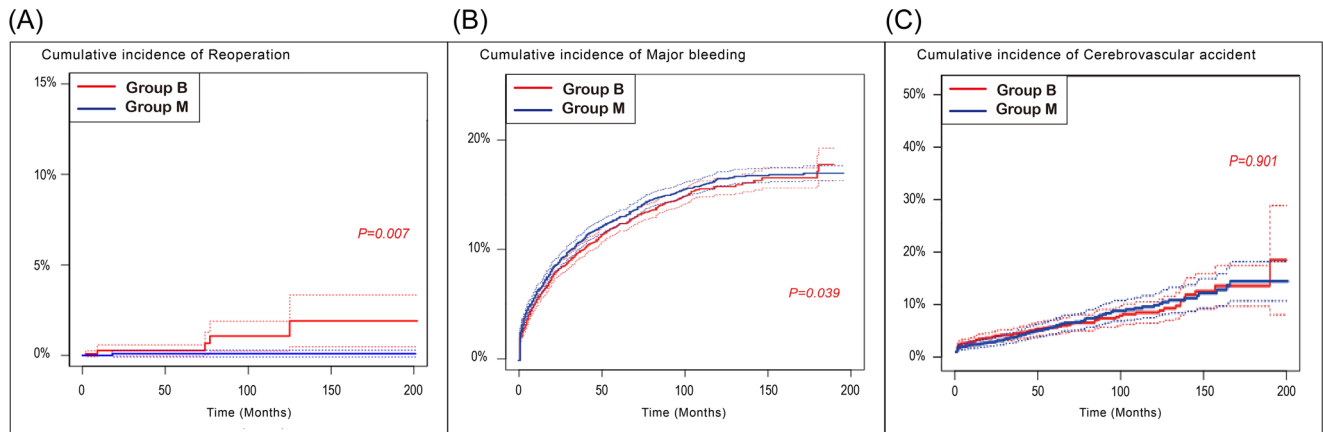 (A)
Cumulative incidence of Reoperation
15%
10%
5%
0%
Group B
Group M
P=0.007
0 50 100 150 200
Time (Months)
(B)
Cumulative incidence of Major bleeding
20%
10%
0%
Group B
Group M
P=0.039
0 50 100 150 200
Time (Months)
(C)
Cumulative incidence of Cerebrovascular accident
50%
40%
30%
20%
10%
0%
Group B
Group M
P=0.901
0 50 100 150 200
Time (Months)